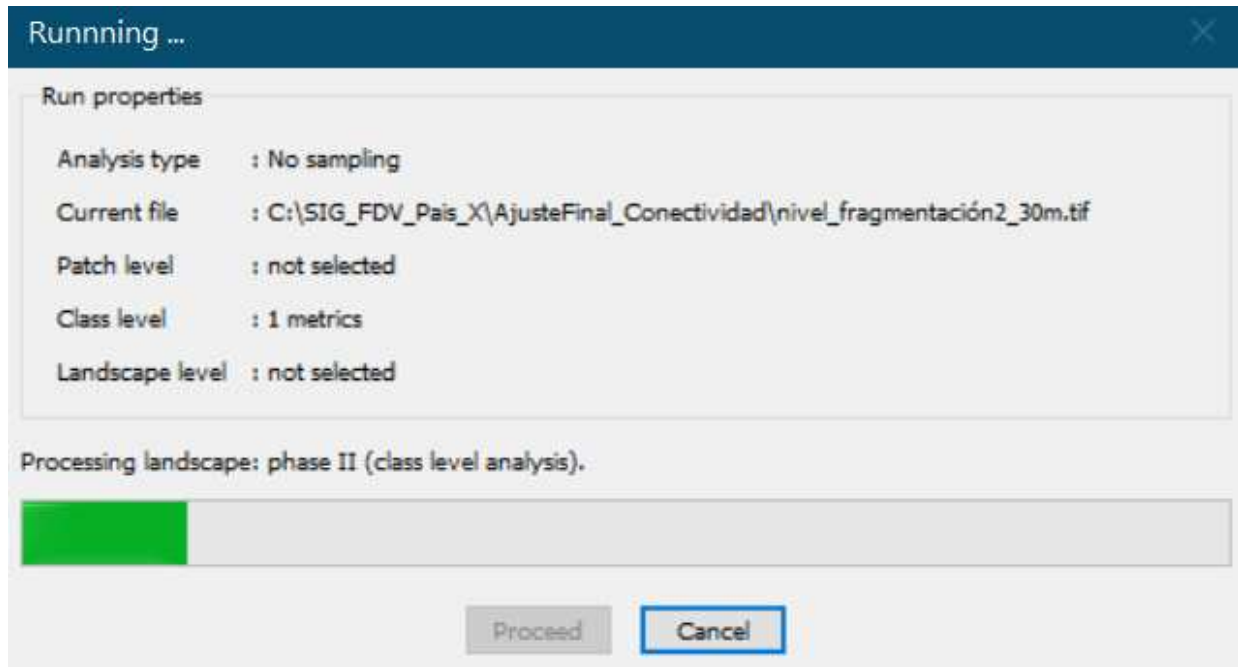 Runnning ...
Run properties
Analysis type : No sampling
Current file : C:\SIG_FDV_Pais_X\AjusteFinal_Conectividad\nivel_fragmentación2_30m.tif
Patch level : not selected
Class level : 1 metrics
Landscape level : not selected
Processing landscape: phase II (class level analysis).
Proceed Cancel